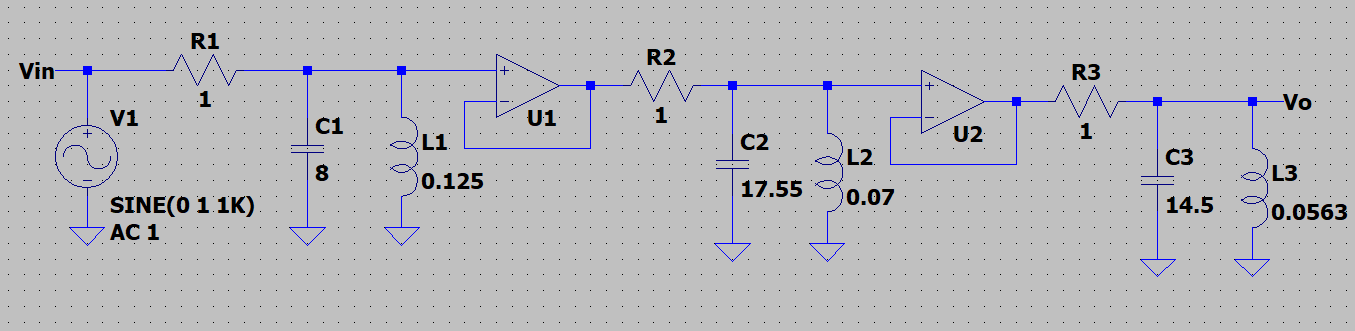 R1
Vin
1
V1
+
−
SINE(0 1 1K)
AC 1
C1
8
L1
0.125
+
−
U1
R2
1
C2
17.55
L2
0.07
+
−
U2
R3
1
Vo
C3
14.5
L3
0.0563